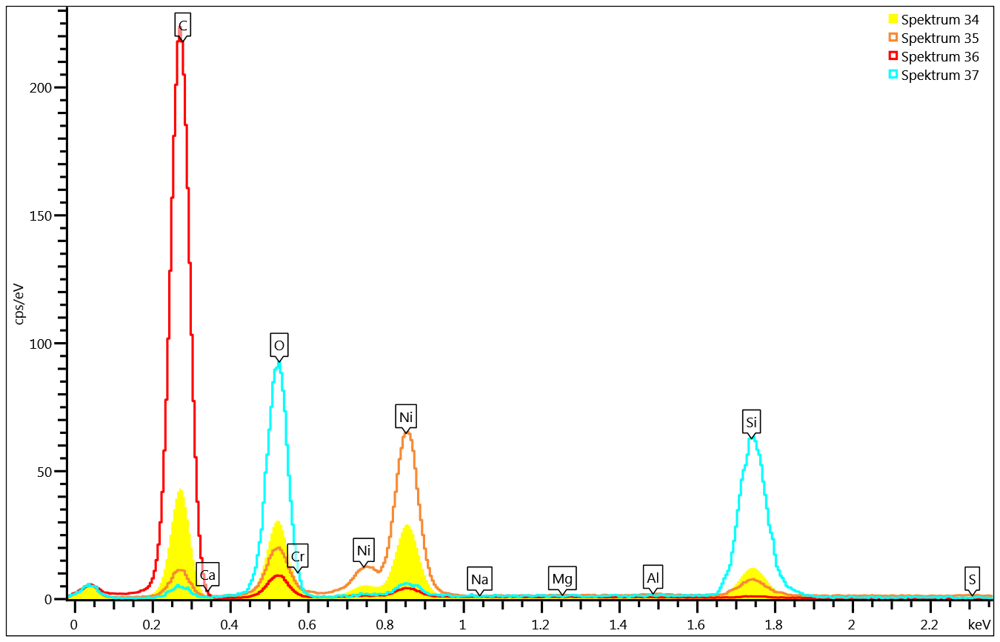 C
Spektrum 34
Spektrum 35
Spektrum 36
Spektrum 37
200
150
cps/eV
100
O
Ni
Si
50
Ni
Cr
Ca
Na
Mg
Al
S
0
0 0.2 0.4 0.6 0.8 1 1.2 1.4 1.6 1.8 2 2.2 keV